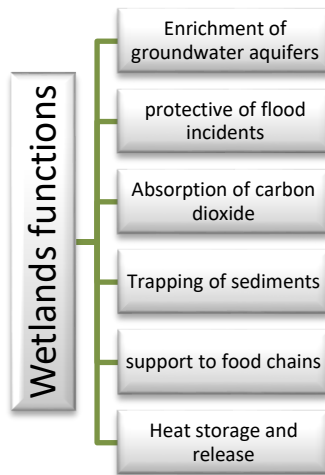 Wetlands functions
Enrichment of
groundwater aquifers
protective of flood
incidents
Absorption of carbon
dioxide
Trapping of sediments
support to food chains
Heat storage and
release